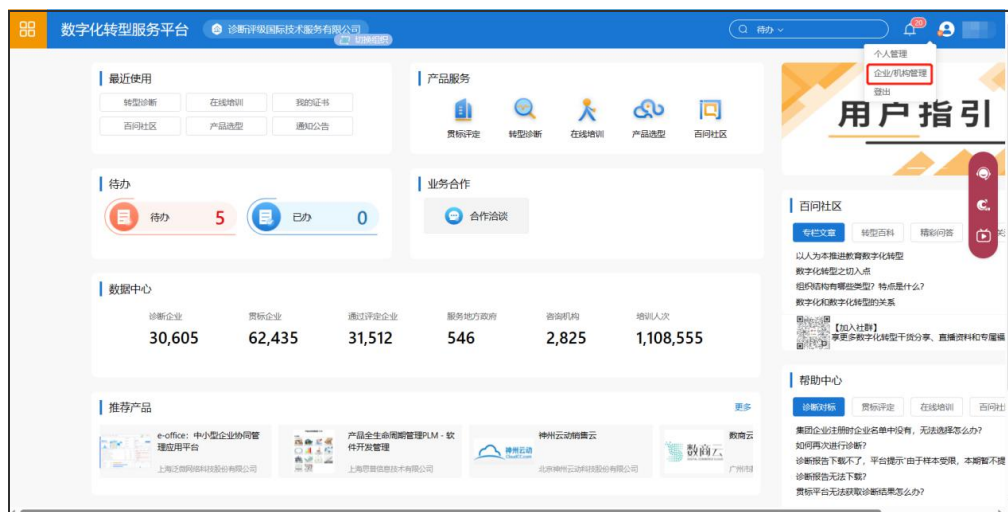 数字化转型服务平台
诊断评级国际技术服务有限公司
切换组织
待办
20
个人管理
企业/机构管理
登出
最近使用
转型诊断 在线培训 我的证书
百问社区 产品选型 通知公告
产品服务
贯标评定 转型诊断 在线培训 产品选型 百问社区
用户指引
待办
待办 5 已办 0
业务合作
合作洽谈
百问社区
专栏文章 转型百科 精彩问答
以人为本推进教育数字化转型
数字化转型之切入点
组织结构有哪些类型？特点是什么？
数字化和数字化转型的关系
【加入社群】
享更多数字化转型干货分享、直播资料和专属福
数据中心
诊断企业 贯标企业 通过评定企业 服务地方政府 咨询机构 培训人次
30,605 62,435 31,512 546 2,825 1,108,555
帮助中心
诊断对标 贯标评定 在线培训 百问社
集团企业注册时企业名单中没有，无法选择怎么办？
如何再次进行诊断？
诊断报告下载不了，平台提示“由于样本受限，本期暂不提
诊断报告无法下载？
贯标平台无法获取诊断结果怎么办？
推荐产品 更多
e-office：中小型企业协同管
理应用平台
上海泛微网络科技股份有限公司
产品全生命周期管理PLM - 软
件开发管理
上海思普信息技术有限公司
神州云动
神州云动销售云
北京神州云动科技股份有限公司
数商云
数商云
广州市